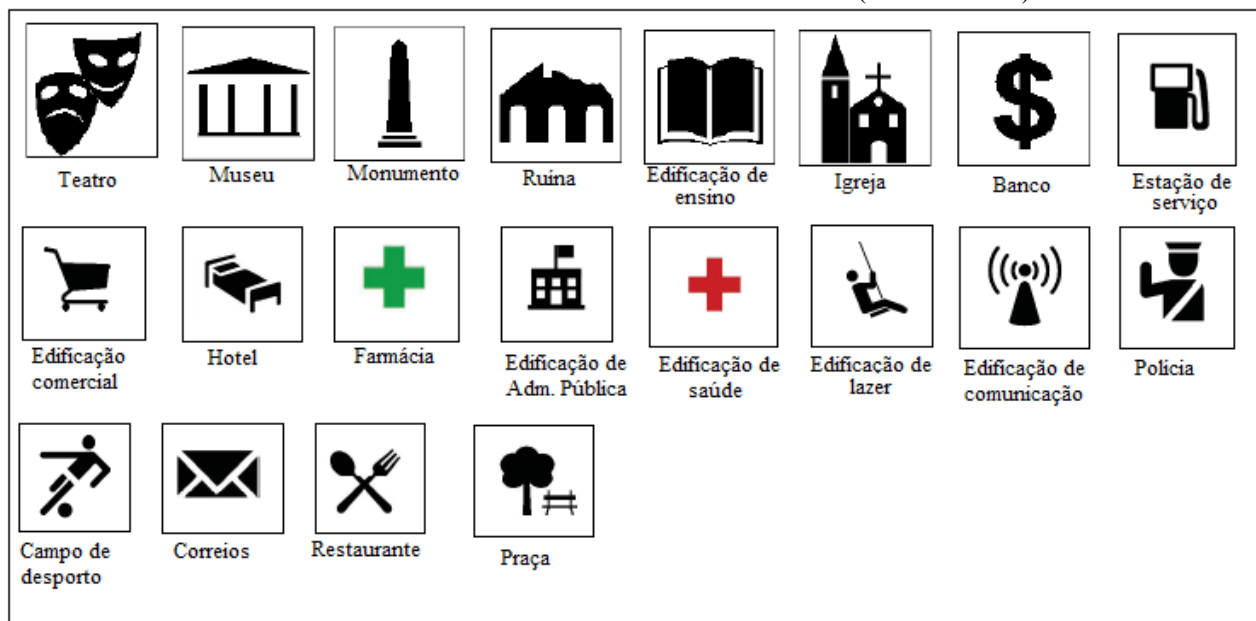 Teatro
Museu
Monumento
Ruína
Edificação de
ensino
Igreja
$
Banco
Estação de
serviço
Edificação
comercial
Hotel
Farmácia
Edificação de
Adm. Pública
Edificação de
saúde
Edificação de
lazer
Edificação de
comunicação
Polícia
Campo de
desporto
Correios
Restaurante
Praça